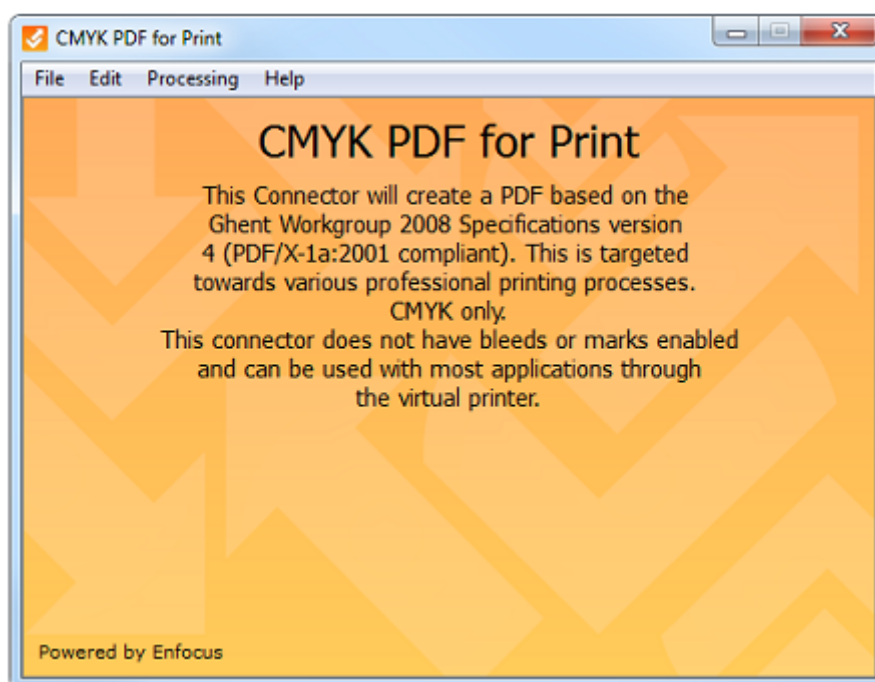 CMYK PDF for Print
File Edit Processing Help
CMYK PDF for Print
This Connector will create a PDF based on the
Ghent Workgroup 2008 Specifications version
4 (PDF/X-1a:2001 compliant). This is targeted
towards various professional printing processes.
CMYK only.
This connector does not have bleeds or marks enabled
and can be used with most applications through
the virtual printer.
Powered by Enfocus